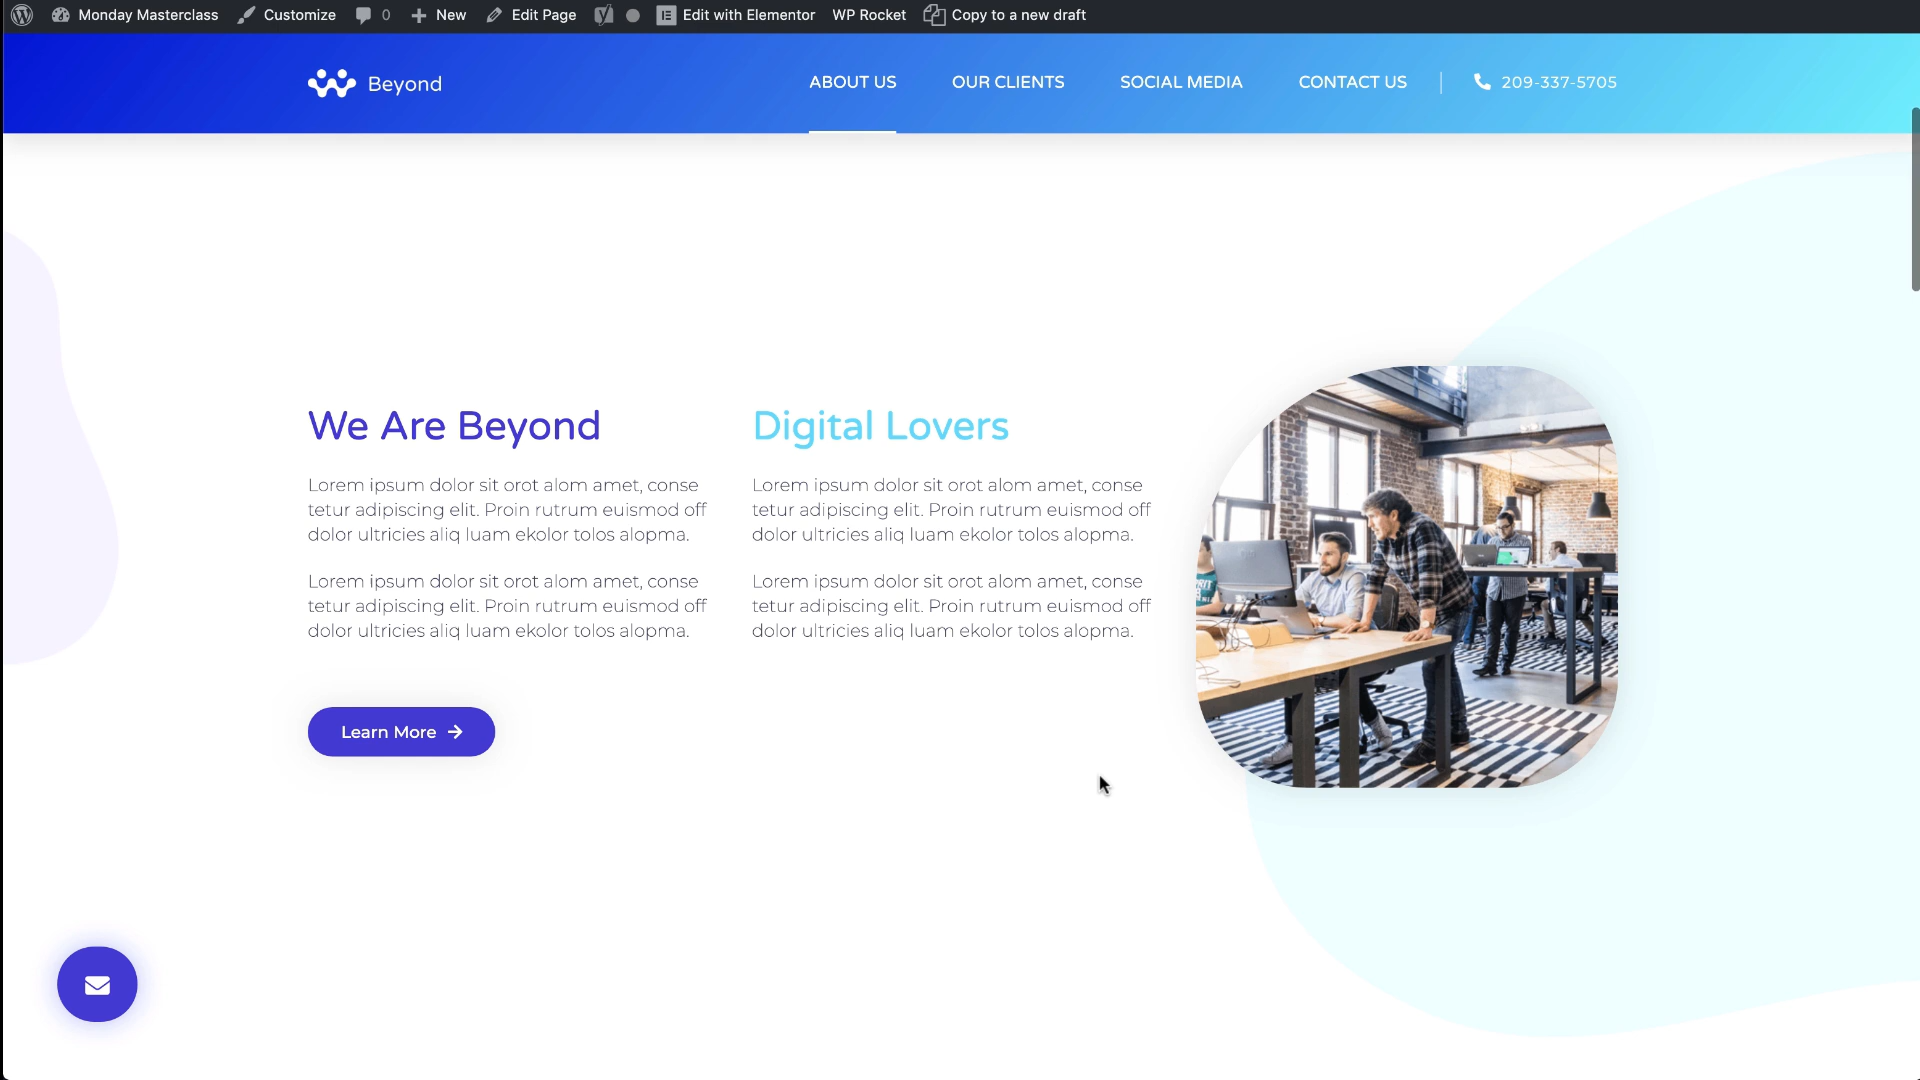 Monday Masterclass Customize 0 New Edit Page Edit with Elementor WP Rocket Copy to a new draft
Beyond ABOUT US OUR CLIENTS SOCIAL MEDIA CONTACT US 209-337-5705
We Are Beyond
Lorem ipsum dolor sit orot alom amet, conse
tetur adipiscing elit. Proin rutrum euismod off
dolor ultricies aliq luam ekolor tolos alopma.
Lorem ipsum dolor sit orot alom amet, conse
tetur adipiscing elit. Proin rutrum euismod off
dolor ultricies aliq luam ekolor tolos alopma.
Learn More
Digital Lovers
Lorem ipsum dolor sit orot alom amet, conse
tetur adipiscing elit. Proin rutrum euismod off
dolor ultricies aliq luam ekolor tolos alopma.
Lorem ipsum dolor sit orot alom amet, conse
tetur adipiscing elit. Proin rutrum euismod off
dolor ultricies aliq luam ekolor tolos alopma.